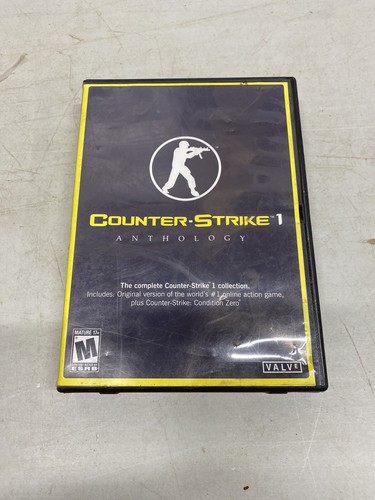 COUNTER-STRIKE™ 1
ANTHOLOGY
The complete Counter-Strike 1 collection.
Includes: Original version of the world's #1 online action game,
plus Counter-Strike: Condition Zero
MATURE 17+
M
ESRB
VALVE